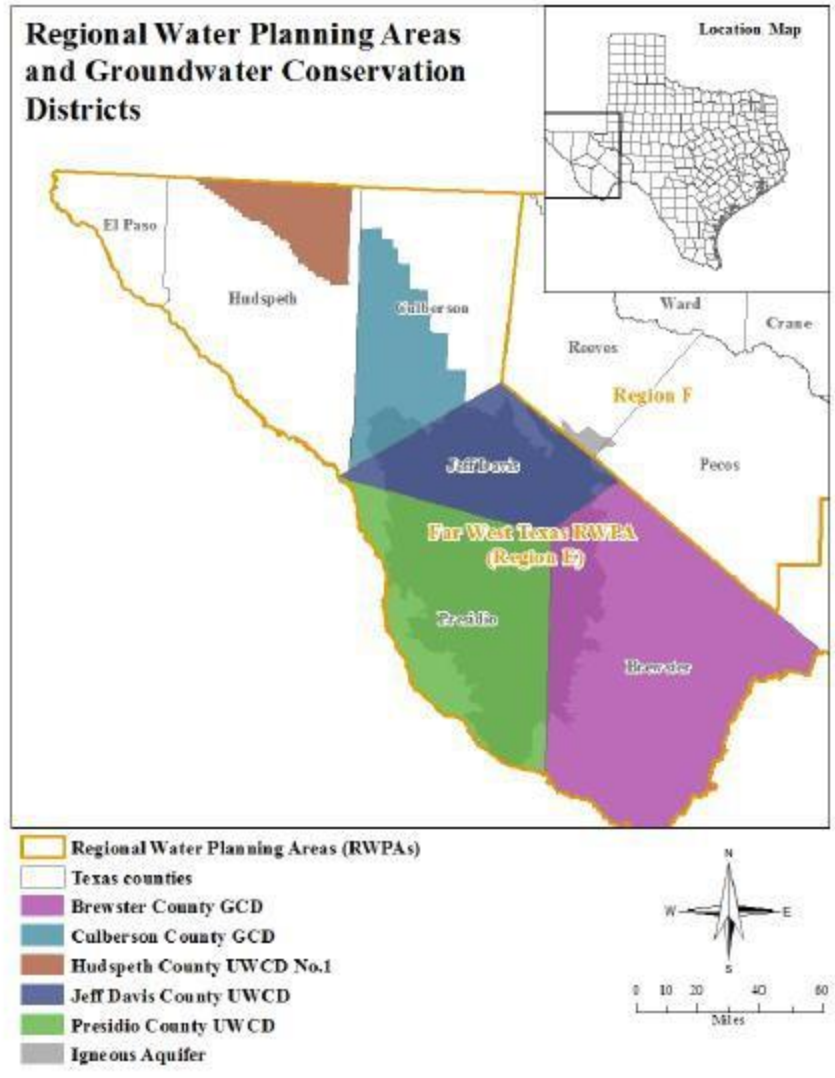 Regional Water Planning Areas
and Groundwater Conservation
Districts
Location Map
El Paso
Hudspeth
Culberson
Ward
Crane
Reeves
Region F
Jeff Davis
Pecos
Far West Texas RWPA
(Region E)
Presidio
Brewster
Regional Water Planning Areas (RWPAs)
Texas counties
Brewster County GCD
Culberson County GCD
Hudspeth County UWCD No.1
Jeff Davis County UWCD
Presidio County UWCD
Igneous Aquifer
N
W E
S
0 10 20 40 60
Miles